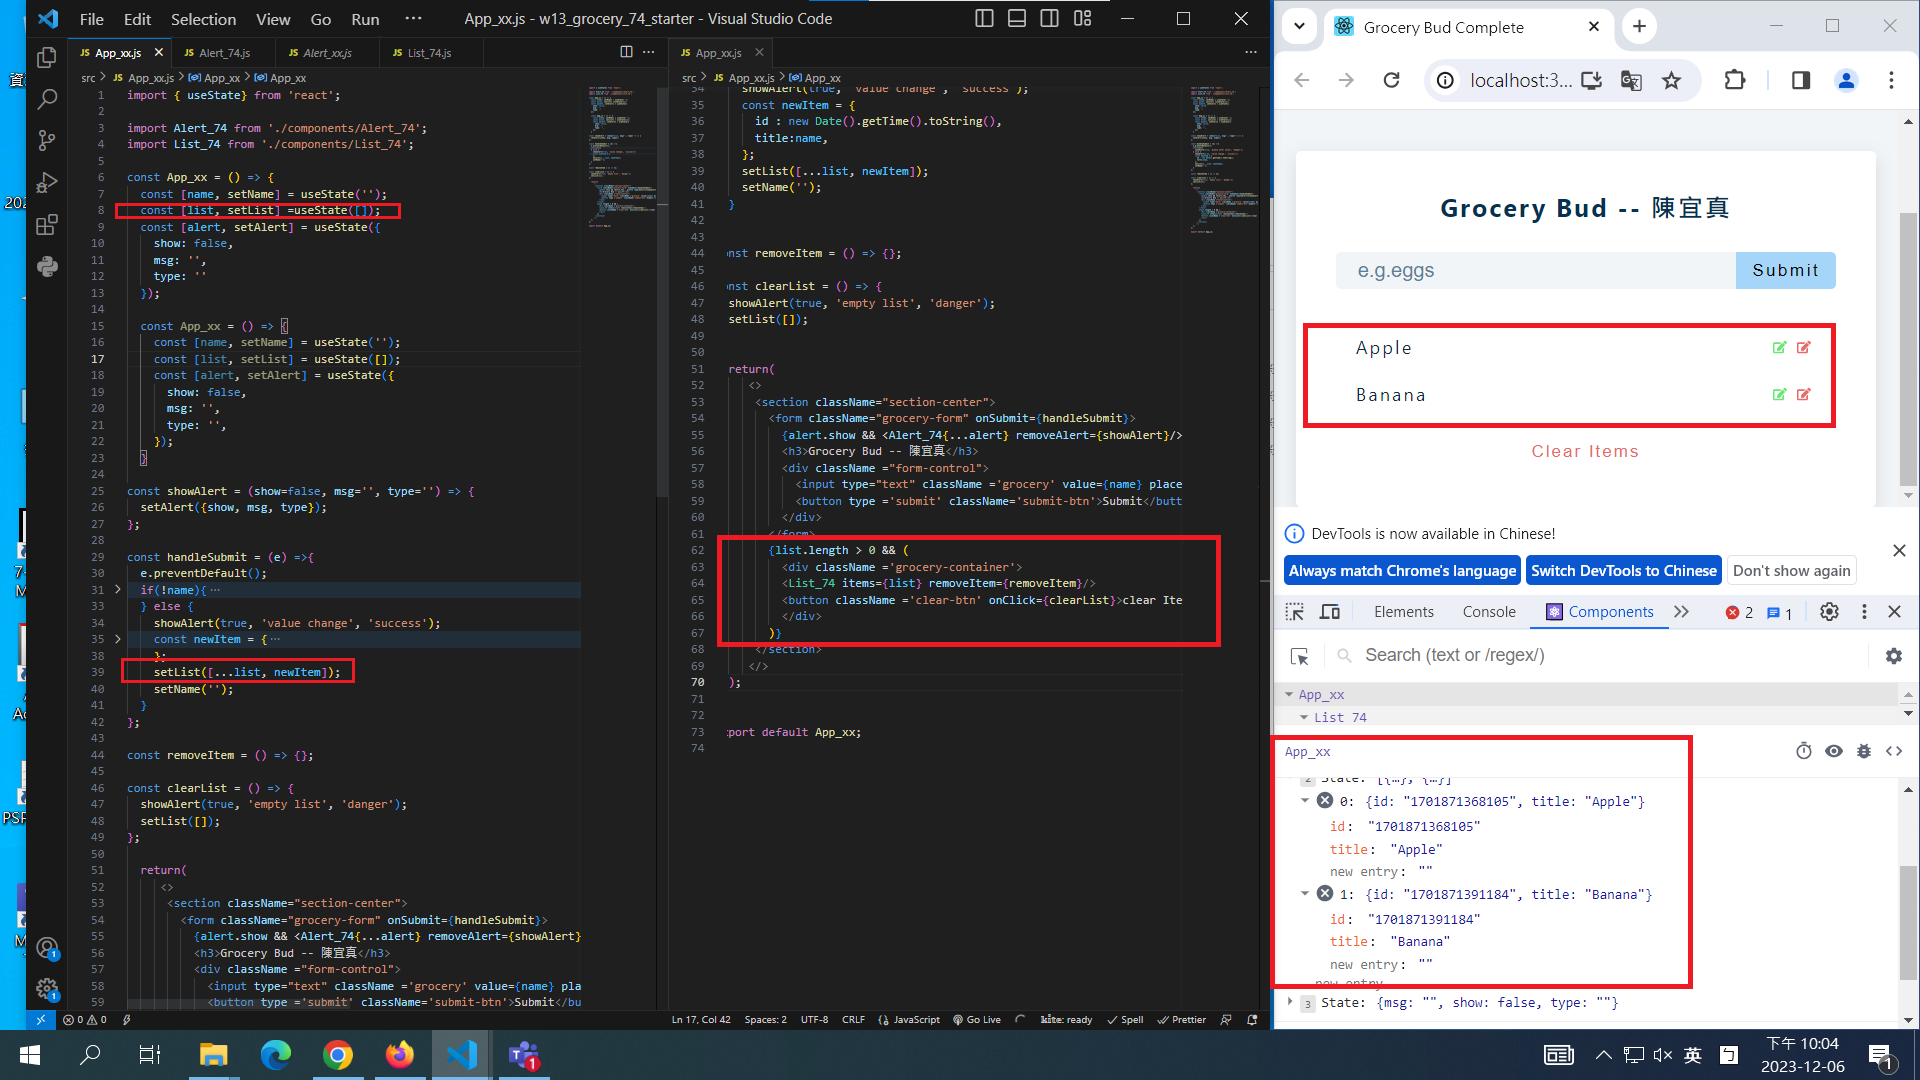 File Edit Selection View Go Run ··· App_xx.js - w13_grocery_74_starter - Visual Studio Code
JS App_xx.js JS Alert_74.js JS Alert_xx.js JS List_74.js
src > JS App_xx.js > App_xx > App_xx
1 import { useState} from 'react';
2
3 import Alert_74 from './components/Alert_74';
4 import List_74 from './components/List_74';
5
6 const App_xx = () => {
7 const [name, setName] = useState('');
8 const [list, setList] =useState([]);
9 const [alert, setAlert] = useState({
10 show: false,
11 msg: '',
12 type: ''
13 });
14
15 const App_xx = () => {
16 const [name, setName] = useState('');
17 const [list, setList] = useState([]);
18 const [alert, setAlert] = useState({
19 show: false,
20 msg: '',
21 type: '',
22 });
23 }
24
25 const showAlert = (show=false, msg='', type='') => {
26 setAlert({show, msg, type});
27 };
28
29 const handleSubmit = (e) =>{
30 e.preventDefault();
31 if(!name){ ···
33 } else {
34 showAlert(true, 'value change', 'success');
35 const newItem = { ···
38 };
39 setList([...list, newItem]);
40 setName('');
41 }
42 };
43
44 const removeItem = () => {};
45
46 const clearList = () => {
47 showAlert(true, 'empty list', 'danger');
48 setList([]);
49 };
50
51 return(
52 <>
53 <section className="section-center">
54 <form className="grocery-form" onSubmit={handleSubmit}>
55 {alert.show && <Alert_74{...alert} removeAlert={showAlert}
56 <h3>Grocery Bud -- 陳宜真</h3>
57 <div className ="form-control">
58 <input type="text" className ='grocery' value={name} pla
59 <button type ='submit' className='submit-btn'>Submit</bu
JS App_xx.js
src > JS App_xx.js > App_xx
34 showAlert(true, 'value change', 'success');
35 const newItem = {
36 id : new Date().getTime().toString(),
37 title:name,
38 };
39 setList([...list, newItem]);
40 setName('');
41 }
42
43
44 nst removeItem = () => {};
45
46 nst clearList = () => {
47 showAlert(true, 'empty list', 'danger');
48 setList([]);
49
50
51 return(
52 <>
53 <section className="section-center">
54 <form className="grocery-form" onSubmit={handleSubmit}>
55 {alert.show && <Alert_74{...alert} removeAlert={showAlert}/>
56 <h3>Grocery Bud -- 陳宜真</h3>
57 <div className ="form-control">
58 <input type="text" className ='grocery' value={name} place
59 <button type ='submit' className='submit-btn'>Submit</butt
60 </div>
61 </form>
62 {list.length > 0 && (
63 <div className ='grocery-container'>
64 <List_74 items={list} removeItem={removeItem}/>
65 <button className ='clear-btn' onClick={clearList}>clear Ite
66 </div>
67 )}
68 </section>
69 </>
70 );
71
72
73 port default App_xx;
74
0 0 Ln 17, Col 42 Spaces: 2 UTF-8 CRLF {} JavaScript Go Live kite: ready Spell Prettier
Grocery Bud Complete
localhost:3...
Grocery Bud -- 陳宜真
e.g.eggs Submit
Apple
Banana
Clear Items
DevTools is now available in Chinese!
Always match Chrome's language Switch DevTools to Chinese Don't show again
Elements Console Components 2 1
Search (text or /regex/)
App_xx
List 74
App_xx
2 State: [{…}, {…}]
0: {id: "1701871368105", title: "Apple"}
id: "1701871368105"
title: "Apple"
new entry: ""
1: {id: "1701871391184", title: "Banana"}
id: "1701871391184"
title: "Banana"
new entry: ""
new entry
3 State: {msg: "", show: false, type: ""}
英
下午 10:04
2023-12-06
1